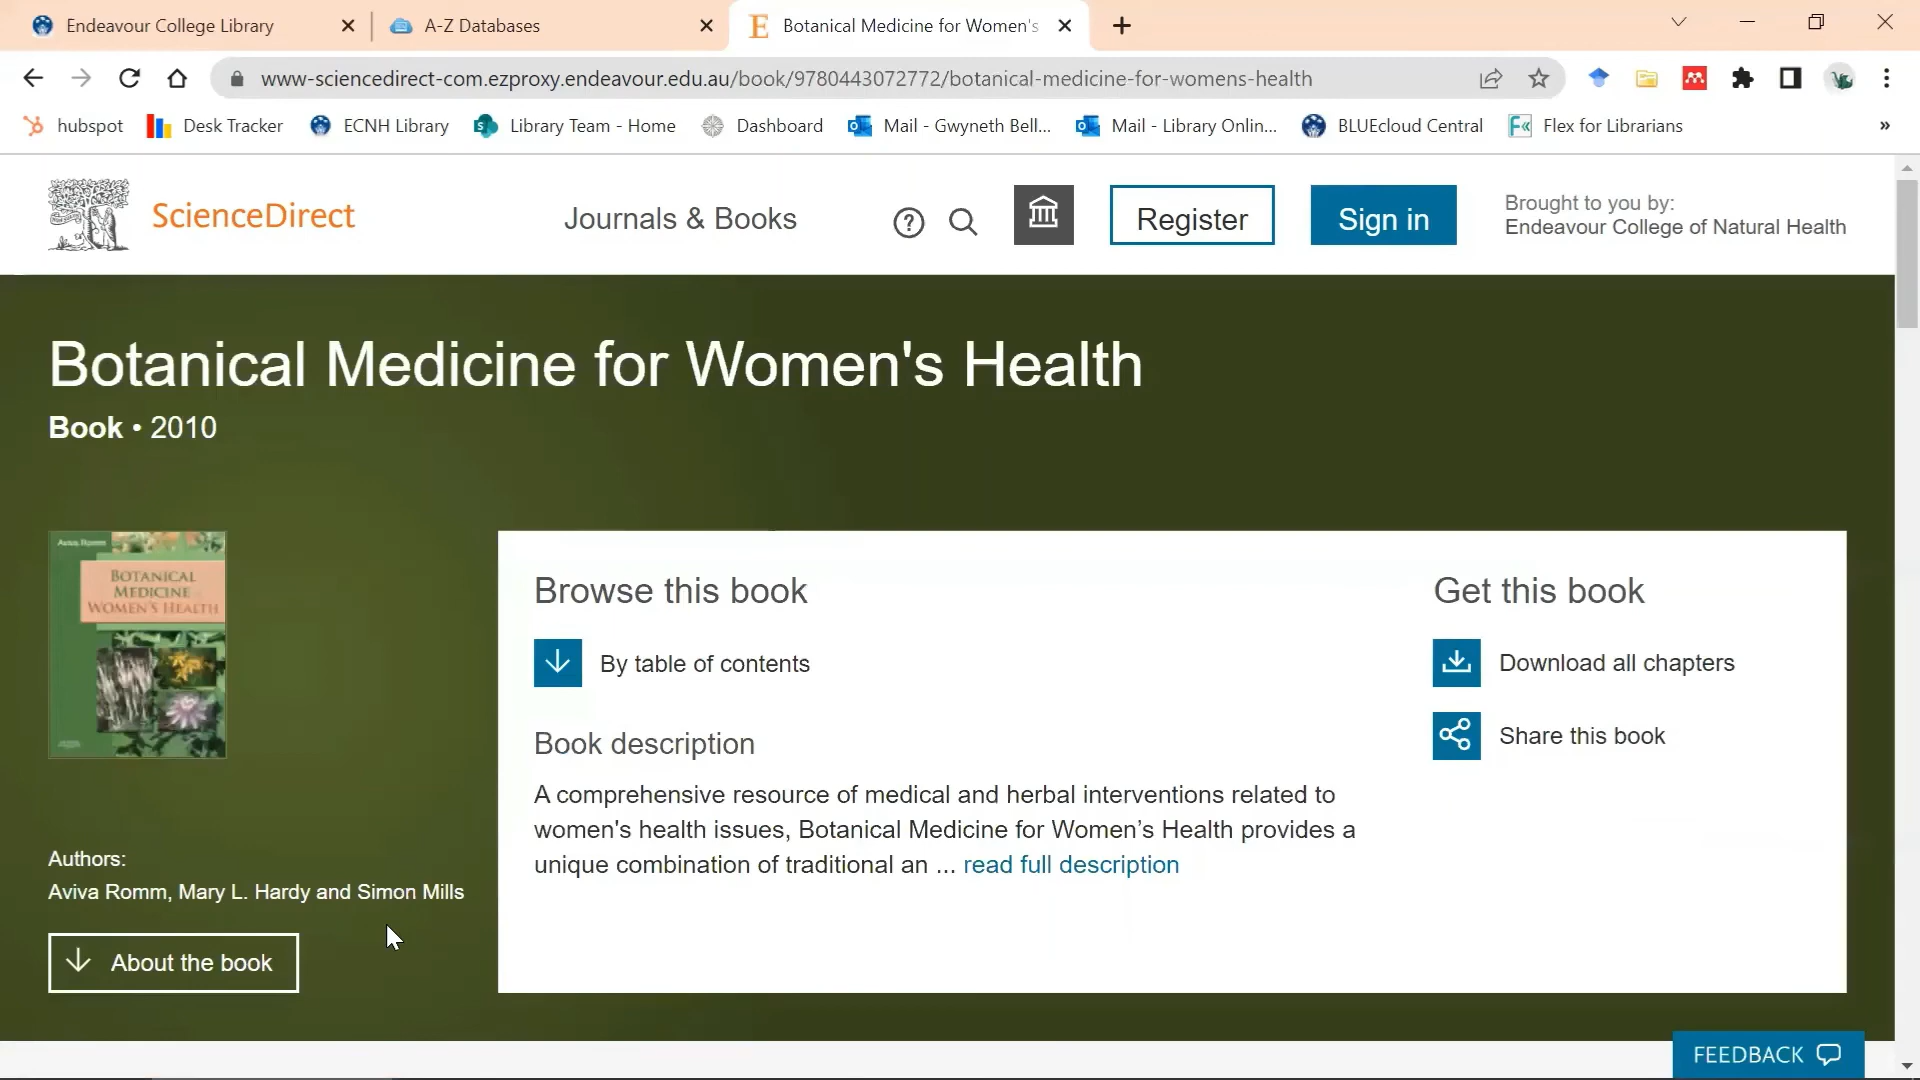 Endeavour College Library
A-Z Databases
Botanical Medicine for Women's
www-sciencedirect-com.ezproxy.endeavour.edu.au/book/9780443072772/botanical-medicine-for-womens-health
hubspot
Desk Tracker
ECNH Library
Library Team - Home
Dashboard
Mail - Gwyneth Bell...
Mail - Library Onlin...
BLUEcloud Central
Flex for Librarians
»
ScienceDirect
Journals & Books
Register
Sign in
Brought to you by:
Endeavour College of Natural Health
Botanical Medicine for Women's Health
Book • 2010
Aviva Romm
BOTANICAL
MEDICINE
WOMEN'S HEALTH
Authors:
Aviva Romm, Mary L. Hardy and Simon Mills
About the book
Browse this book
By table of contents
Book description
A comprehensive resource of medical and herbal interventions related to
women's health issues, Botanical Medicine for Women’s Health provides a
unique combination of traditional an ... read full description
Get this book
Download all chapters
Share this book
FEEDBACK